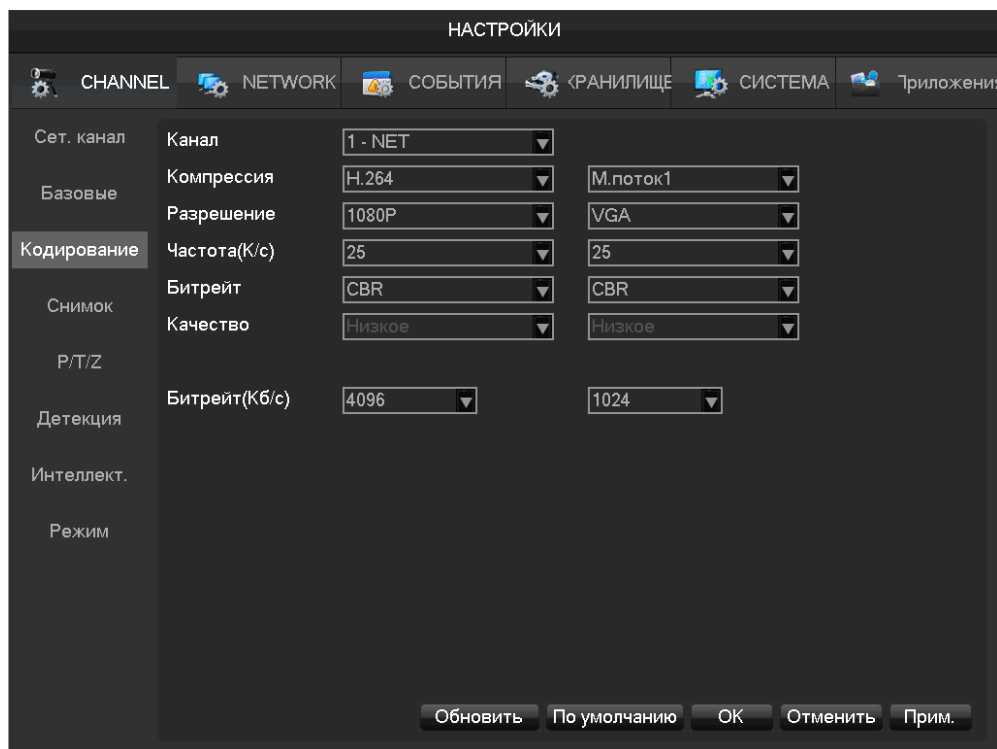 НАСТРОЙКИ
CHANNEL NETWORK СОБЫТИЯ ХРАНИЛИЩЕ СИСТЕМА Приложения
Сет. канал
Базовые
Кодирование
Снимок
P/T/Z
Детекция
Интеллект.
Режим
Канал 1 - NET
Компрессия H.264 М.поток1
Разрешение 1080P VGA
Частота(К/с) 25 25
Битрейт CBR CBR
Качество Низкое Низкое
Битрейт(Кб/с) 4096 1024
Обновить По умолчанию OK Отменить Прим.